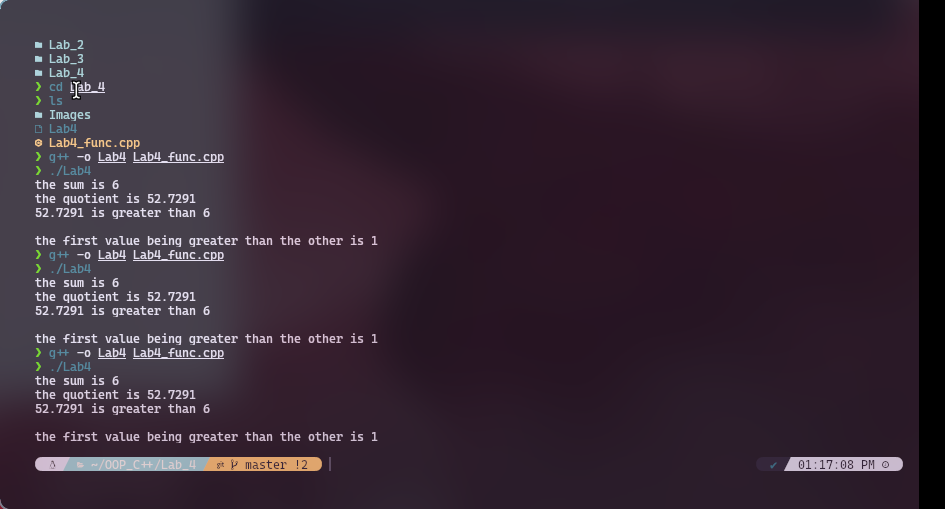 Lab_2
Lab_3
Lab_4
❯ cd Lab_4
❯ ls
Images
Lab4
Lab4_func.cpp
❯ g++ -o Lab4 Lab4_func.cpp
❯ ./Lab4
the sum is 6
the quotient is 52.7291
52.7291 is greater than 6
the first value being greater than the other is 1
❯ g++ -o Lab4 Lab4_func.cpp
❯ ./Lab4
the sum is 6
the quotient is 52.7291
52.7291 is greater than 6
the first value being greater than the other is 1
❯ g++ -o Lab4 Lab4_func.cpp
❯ ./Lab4
the sum is 6
the quotient is 52.7291
52.7291 is greater than 6
the first value being greater than the other is 1
~/OOP_C++/Lab_4 master !2 ✔ 01:17:08 PM